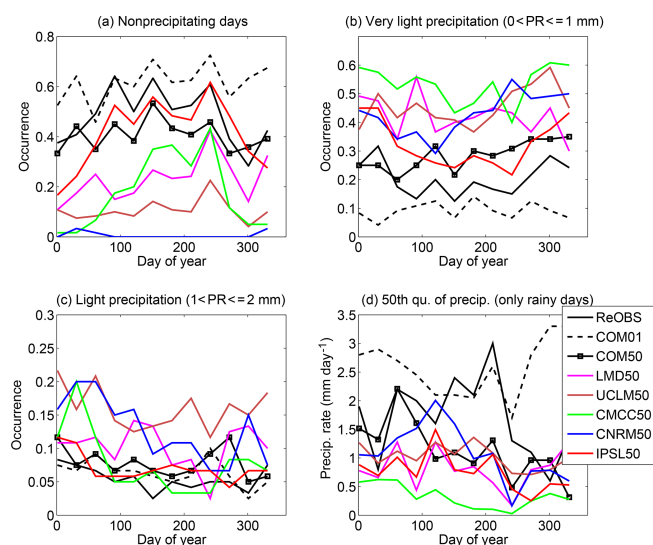 (a) Nonprecipitating days
0.8
0.6
0.4
0.2
0
Occurrence
0 100 200 300
Day of year
(b) Very light precipitation (0<PR<=1 mm)
0.6
0.5
0.4
0.3
0.2
0.1
0
Occurrence
0 100 200 300
Day of year
(c) Light precipitation (1<PR<=2 mm)
0.3
0.25
0.2
0.15
0.1
0.05
0
Occurrence
0 100 200 300
Day of year
(d) 50th qu. of precip. (only rainy days)
3.5
3
2.5
2
1.5
1
0.5
0
Precip. rate (mm day⁻¹)
0 100 200 300
Day of year
ReOBS
COM01
COM50
LMD50
UCLM50
CMCC50
CNRM50
IPSL50